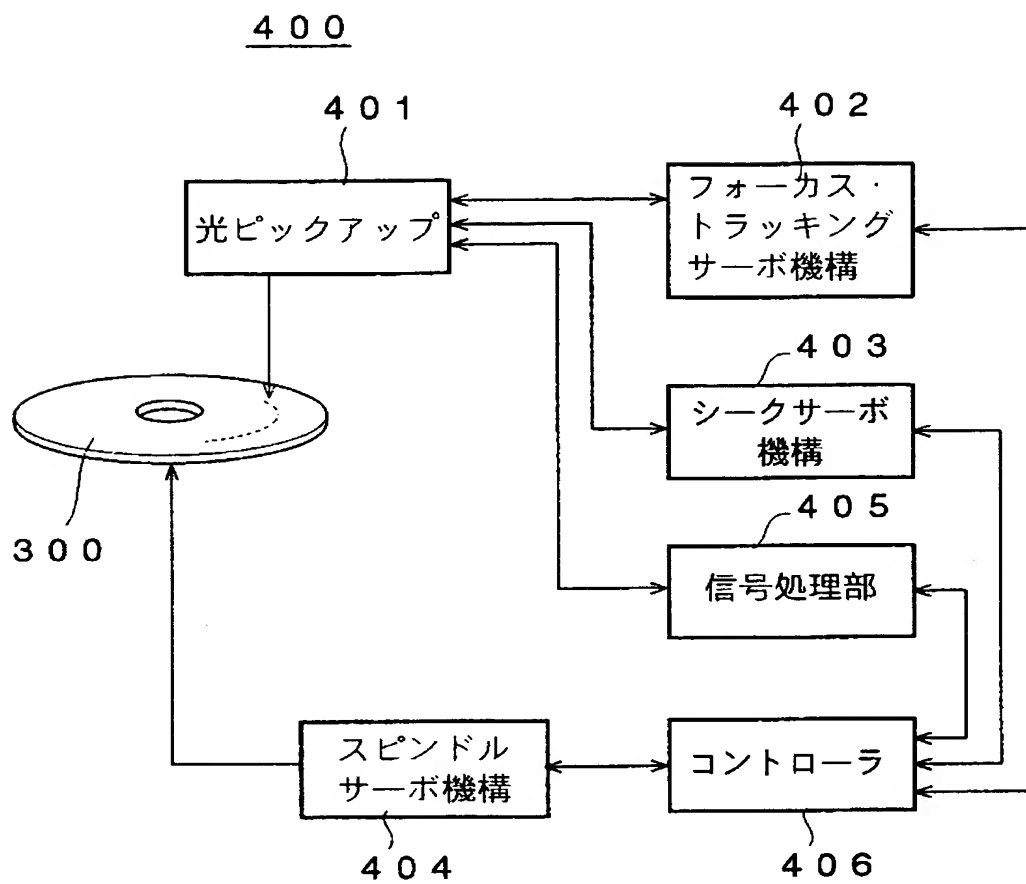 ４００
４０１
光ピックアップ
４０２
フォーカス・
トラッキング
サーボ機構
４０３
シークサーボ
機構
３００
４０５
信号処理部
スピンドル
サーボ機構
４０４
コントローラ
４０６